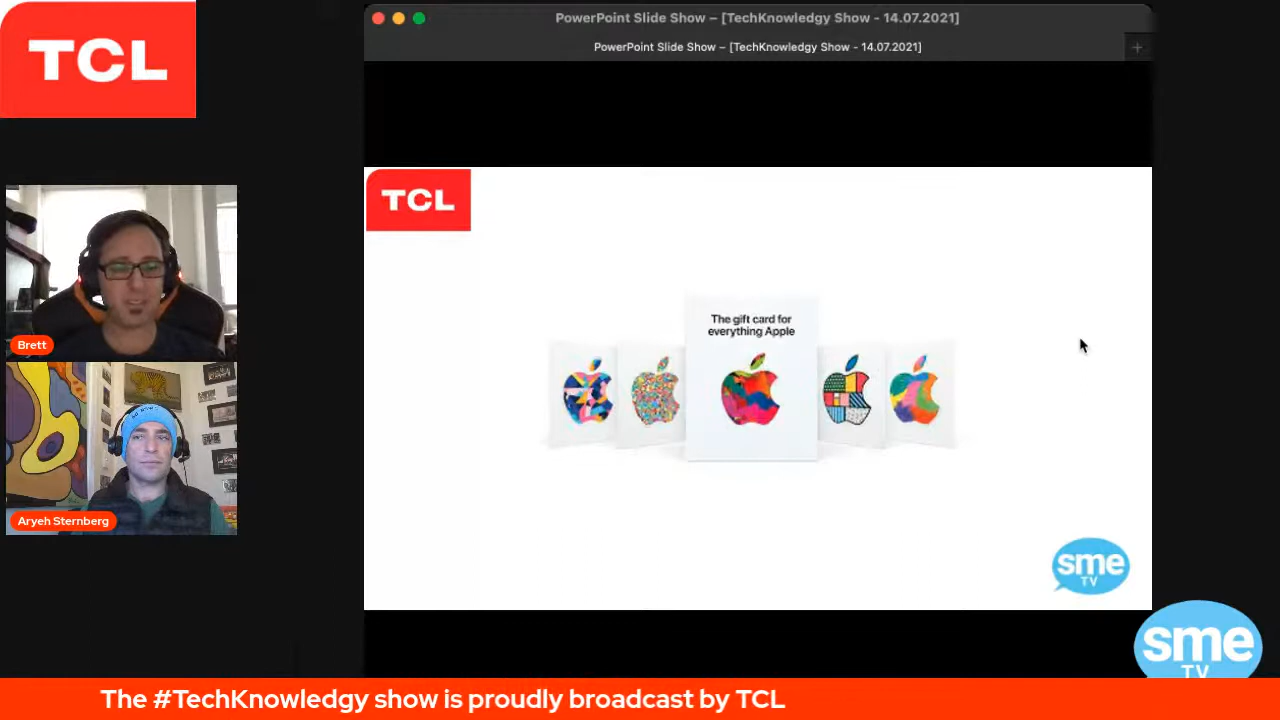 TCL
PowerPoint Slide Show – [TechKnowledgy Show - 14.07.2021]
PowerPoint Slide Show – [TechKnowledgy Show - 14.07.2021]
TCL
The gift card for
everything Apple
Brett
Aryeh Sternberg
sme
TV
sme
TV
The #TechKnowledgy show is proudly broadcast by TCL